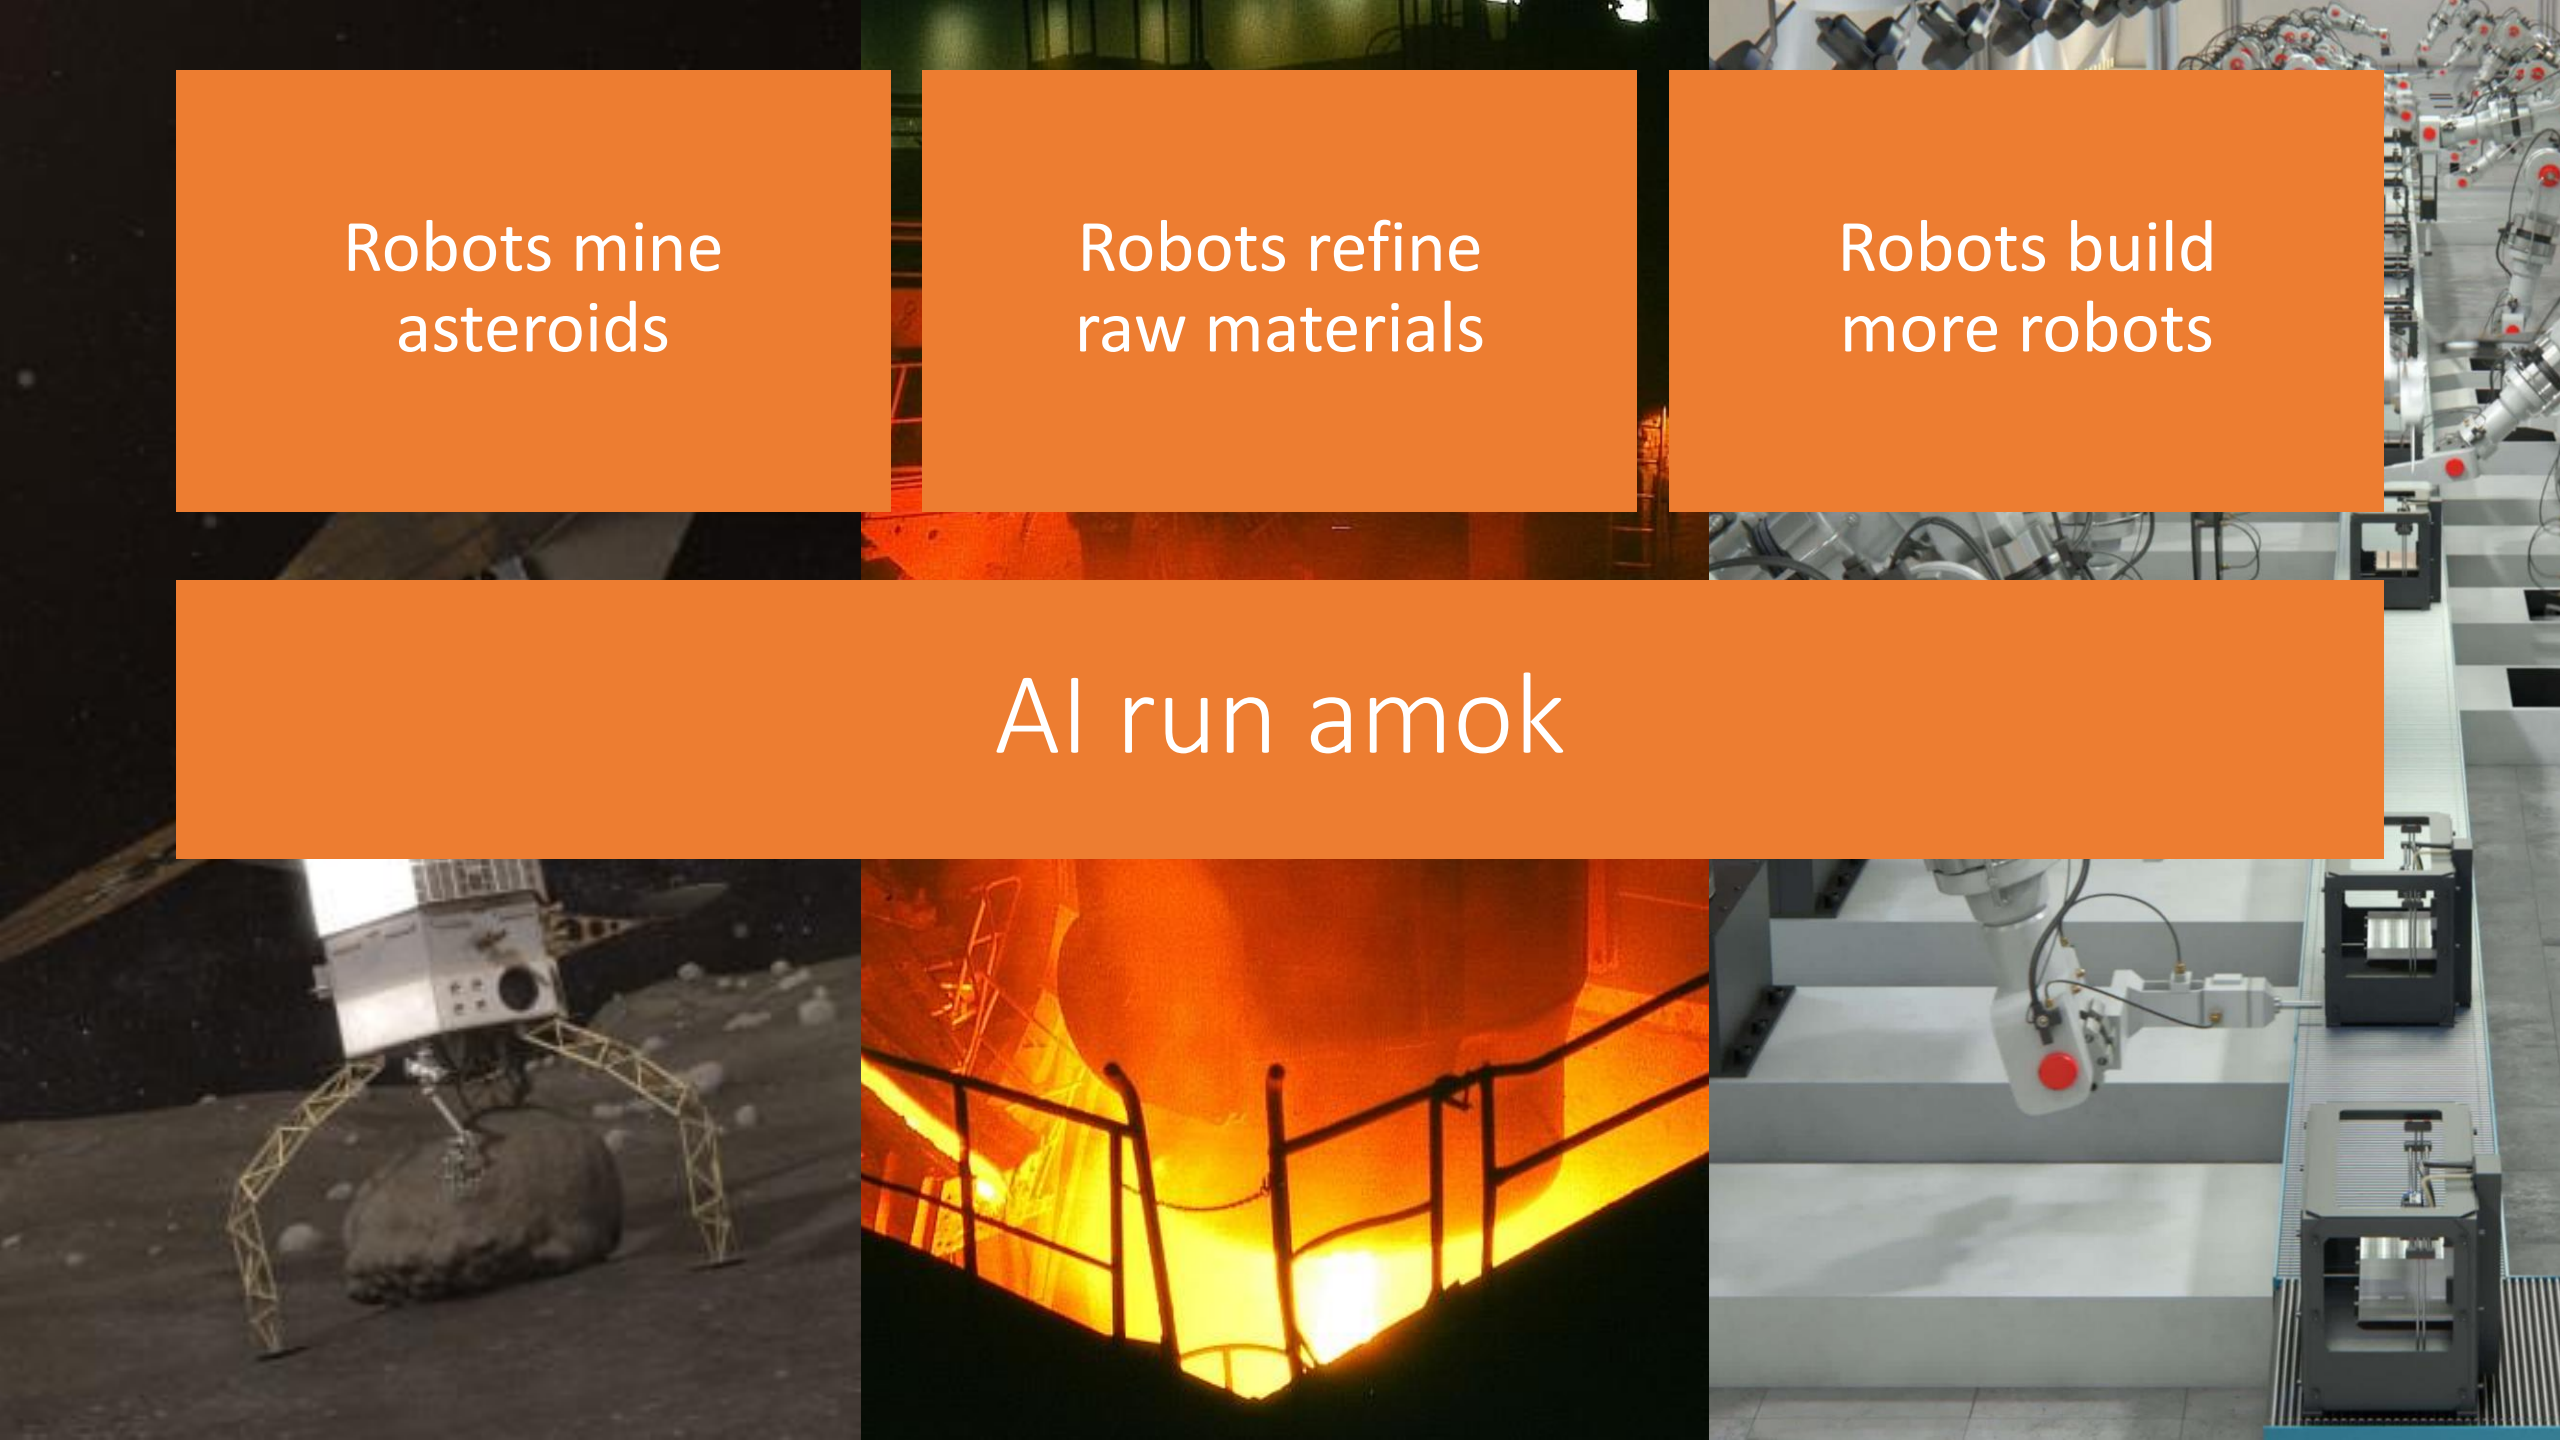 Robots mine
asteroids
Robots refine
raw materials
Robots build
more robots
AI run amok